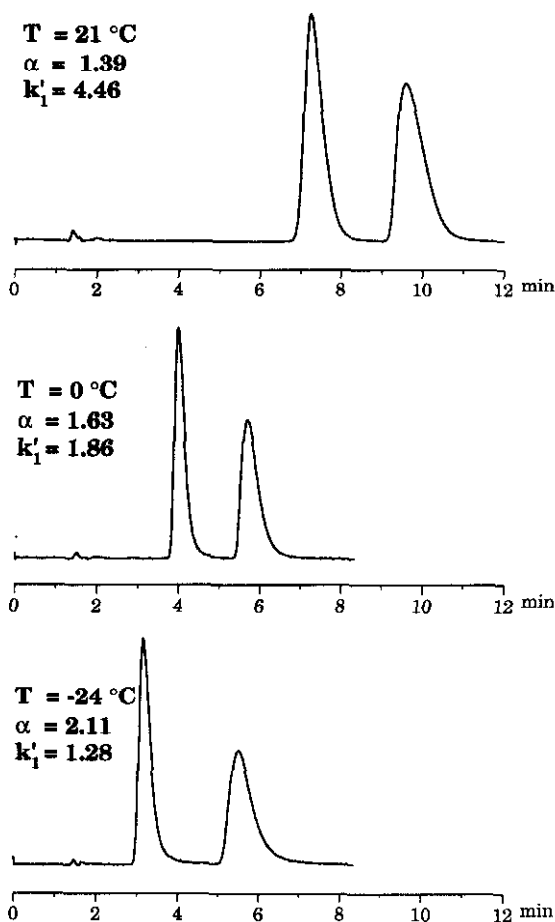 T = 21 °C
α = 1.39
k'₁ = 4.46
0 2 4 6 8 10 12 min
T = 0 °C
α = 1.63
k'₁ = 1.86
0 2 4 6 8 10 12 min
T = -24 °C
α = 2.11
k'₁ = 1.28
0 2 4 6 8 10 12 min